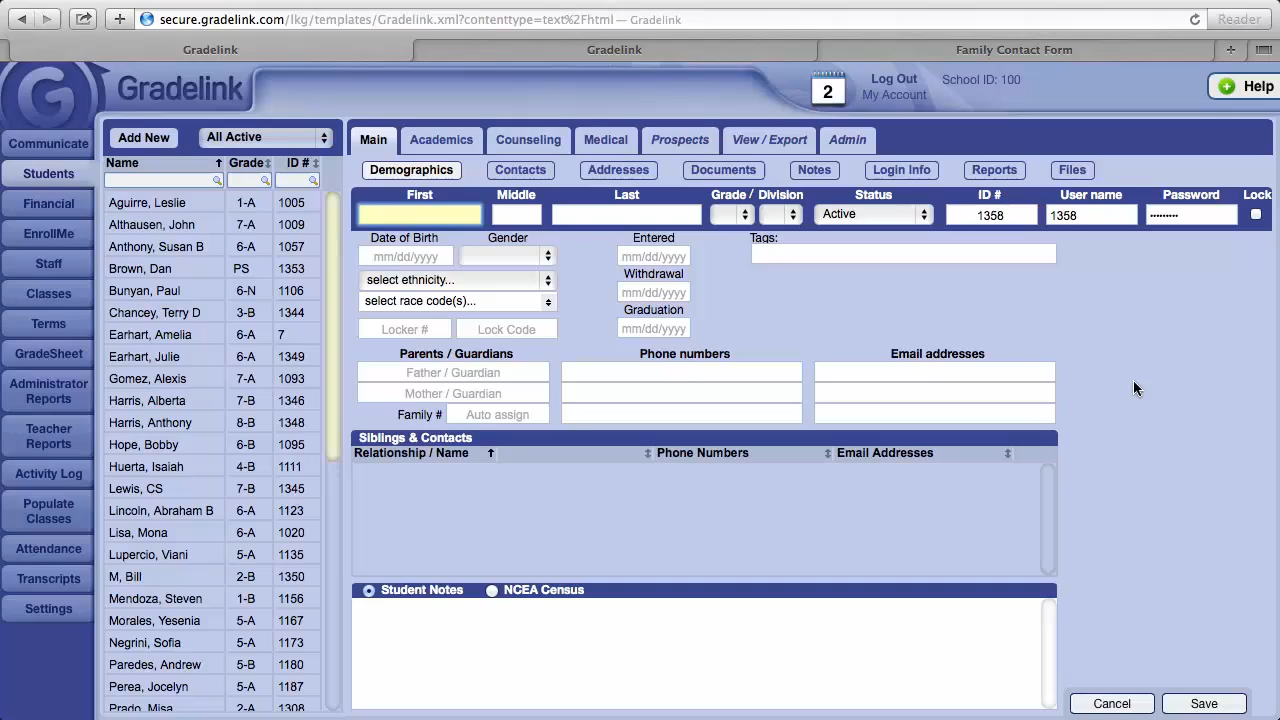 secure.gradelink.com/lkg/templates/Gradelink.xml?contenttype=text%2Fhtml — Gradelink
Reader
Gradelink
Gradelink
Family Contact Form
G Gradelink
2
Log Out
My Account
School ID: 100
Help
Communicate
Students
Financial
EnrollMe
Staff
Classes
Terms
GradeSheet
Administrator
Reports
Teacher
Reports
Activity Log
Populate
Classes
Attendance
Transcripts
Settings
Add New
All Active
Name Grade ID #
Aguirre, Leslie 1-A 1005
Althausen, John 7-A 1009
Anthony, Susan B 6-A 1057
Brown, Dan PS 1353
Bunyan, Paul 6-N 1106
Chancey, Terry D 3-B 1344
Earhart, Amelia 6-A 7
Earhart, Julie 6-A 1349
Gomez, Alexis 7-A 1093
Harris, Alberta 7-B 1346
Harris, Anthony 8-B 1348
Hope, Bobby 6-B 1095
Huerta, Isaiah 4-B 1111
Lewis, CS 7-B 1345
Lincoln, Abraham B 6-A 1123
Lisa, Mona 6-A 1020
Lupercio, Viani 5-A 1135
M, Bill 2-B 1350
Mendoza, Steven 1-B 1156
Morales, Yesenia 5-A 1167
Negrini, Sofia 5-A 1173
Paredes, Andrew 5-B 1180
Perea, Jocelyn 5-A 1187
Prado, Misa 2-A 1308
Main Academics Counseling Medical Prospects View / Export Admin
Demographics Contacts Addresses Documents Notes Login Info Reports Files
First Middle Last Grade / Division Status ID # User name Password Lock
Active 1358 1358 •••••••••
Date of Birth Gender Entered Tags:
mm/dd/yyyy mm/dd/yyyy
Withdrawal
select ethnicity...
mm/dd/yyyy
select race code(s)...
Graduation
Locker # Lock Code mm/dd/yyyy
Parents / Guardians Phone numbers Email addresses
Father / Guardian
Mother / Guardian
Family # Auto assign
Siblings & Contacts
Relationship / Name Phone Numbers Email Addresses
Student Notes NCEA Census
Cancel Save